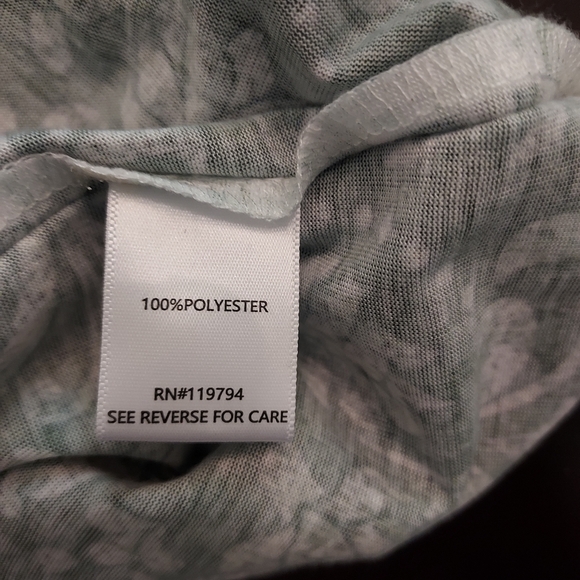 100%POLYESTER
RN#119794
SEE REVERSE FOR CARE